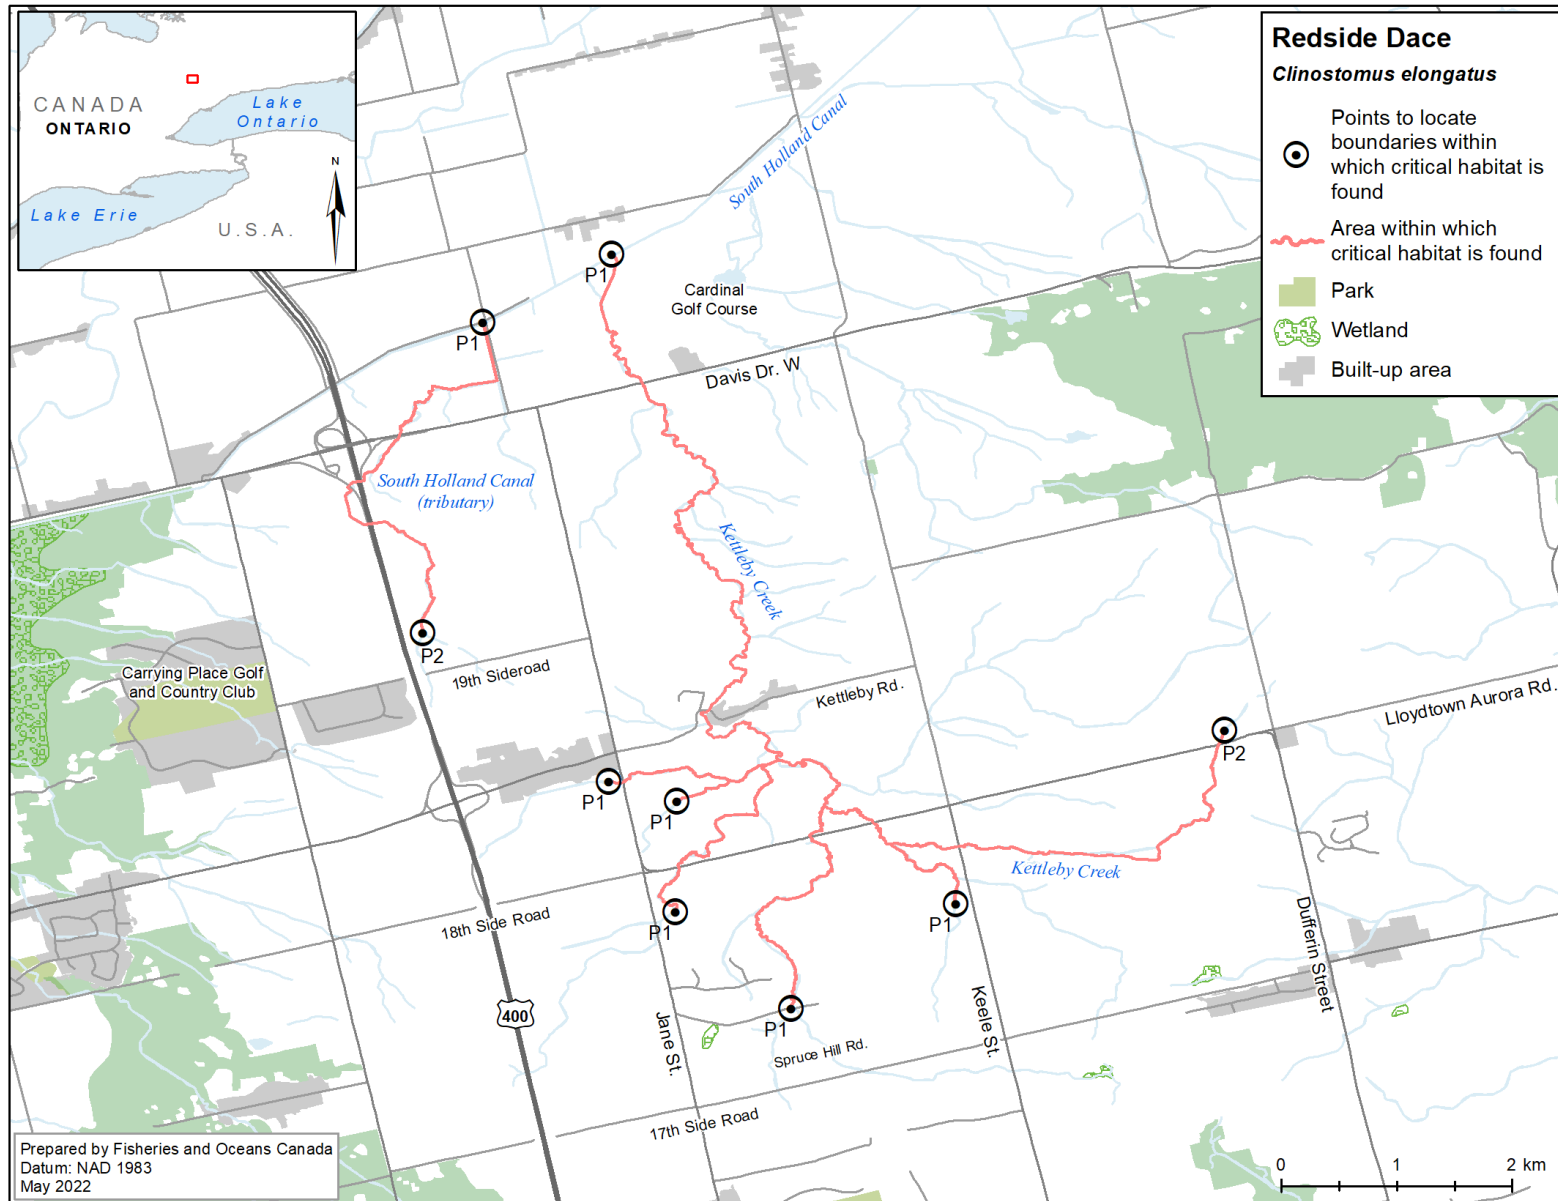 CANADA
ONTARIO
Lake
Ontario
Lake Erie
U.S.A.
N
Redside Dace
Clinostomus elongatus
Points to locate
boundaries within
which critical habitat is
found
Area within which
critical habitat is found
Park
Wetland
Built-up area
South Holland Canal
P1
Cardinal
Golf Course
P1
Davis Dr. W
South Holland Canal
(tributary)
Kettleby Creek
P2
19th Sideroad
Carrying Place Golf
and Country Club
Kettleby Rd.
Lloydtown Aurora Rd.
P2
P1
P1
Kettleby Creek
18th Side Road
P1
P1
Dufferin Street
400
Jane St.
P1
Keele St.
Spruce Hill Rd.
17th Side Road
Prepared by Fisheries and Oceans Canada
Datum: NAD 1983
May 2022
0 1 2 km